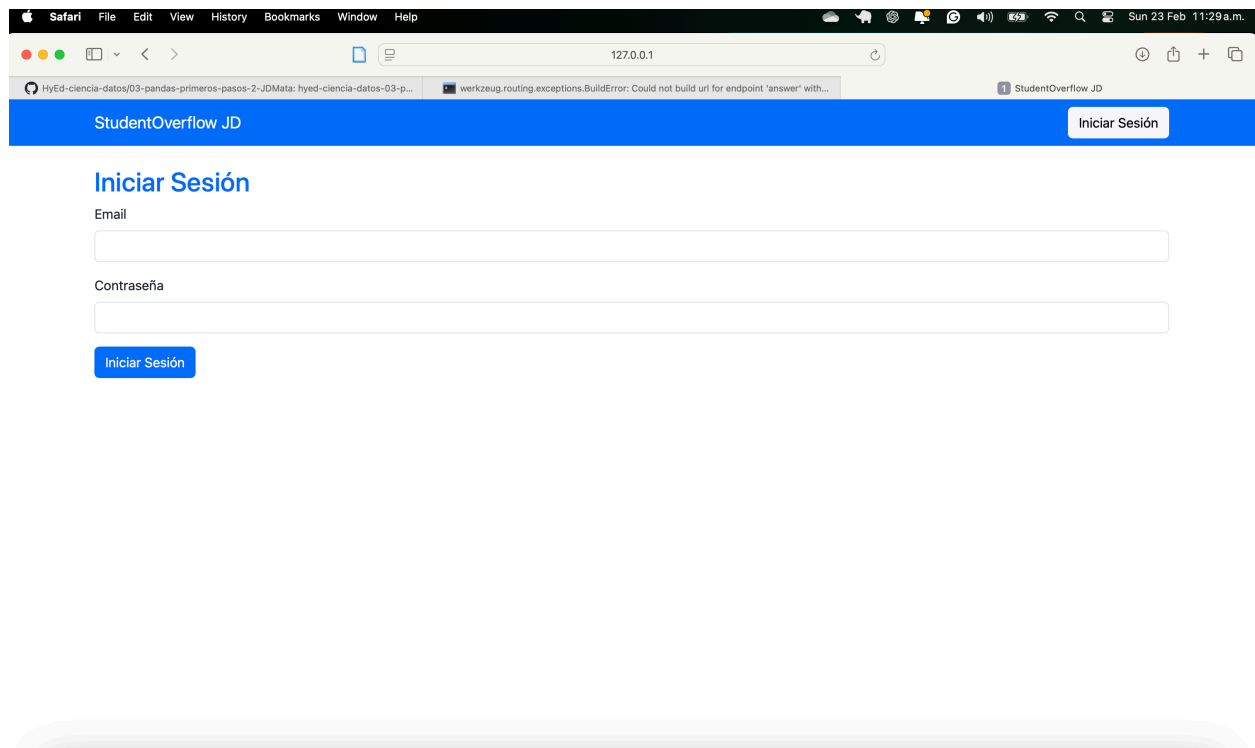 Safari File Edit View History Bookmarks Window Help Sun 23 Feb 11:29 a.m.
127.0.0.1
HyEd-ciencia-datos/03-pandas-primeros-pasos-2-JDMata: hyed-ciencia-datos-03-p... werkzeug.routing.exceptions.BuildError: Could not build url for endpoint 'answer' with... 1 StudentOverflow JD
StudentOverflow JD Iniciar Sesión
Iniciar Sesión
Email
Contraseña
Iniciar Sesión